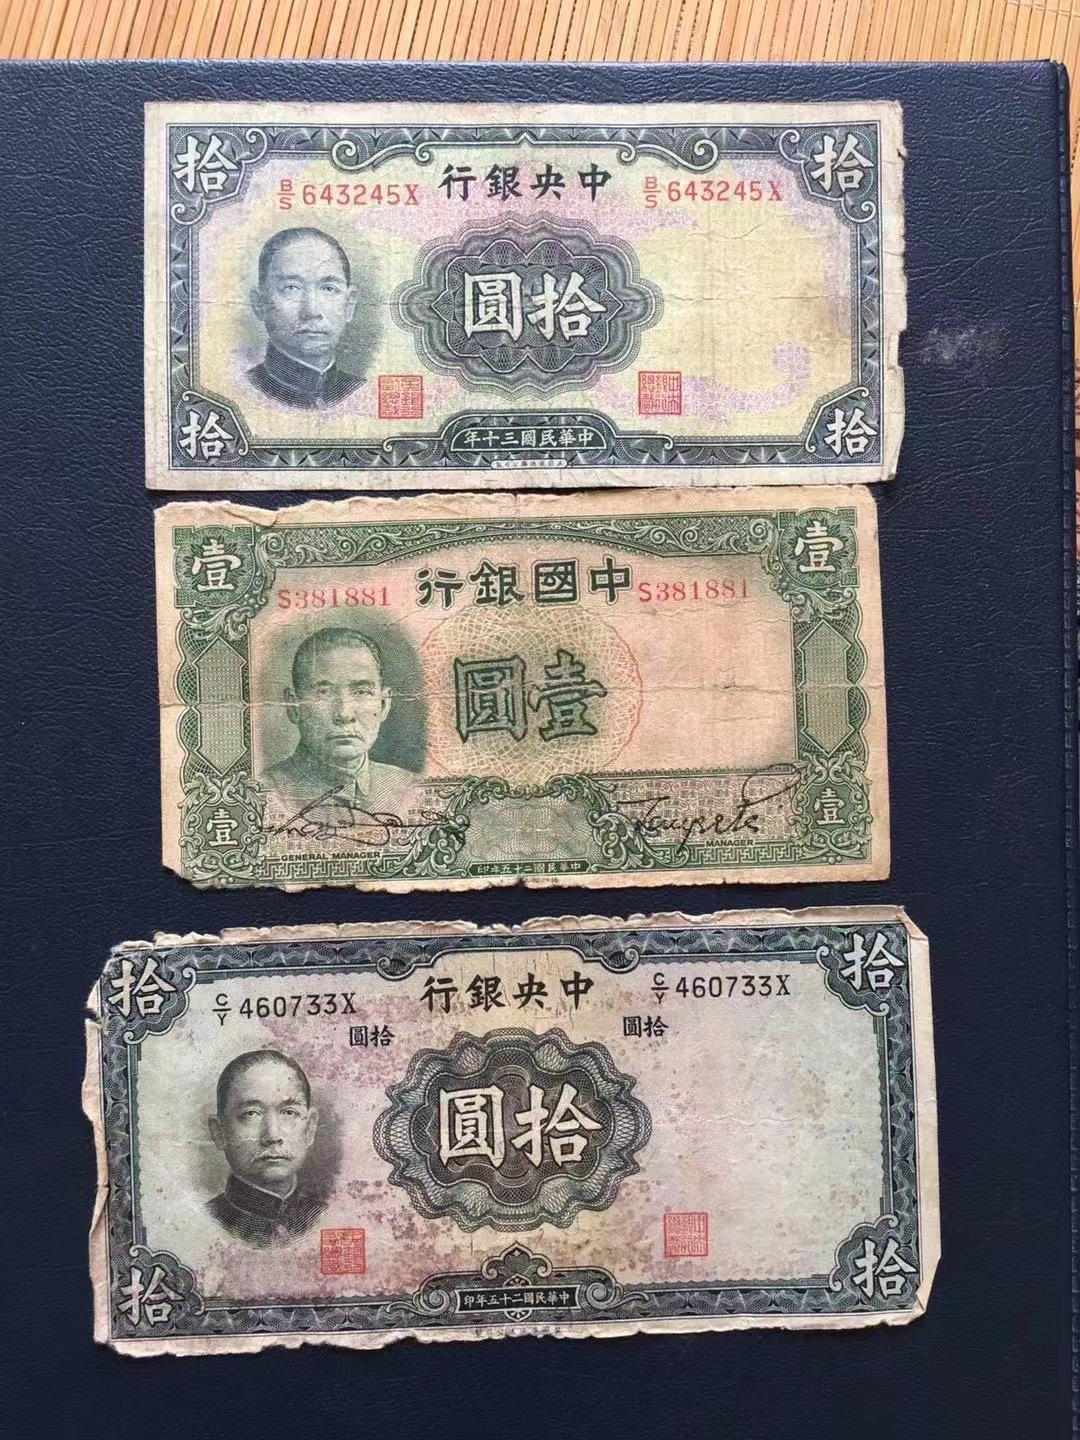 拾
拾
中央銀行
B/S 643245X
B/S 643245X
拾圓
拾
拾
中華民國三十年
壹
壹
中國銀行
S381881
S381881
壹圓
壹
壹
GENERAL MANAGER
MANAGER
中華民國二十五年印
拾
拾
中央銀行
C/Y 460733X
C/Y 460733X
拾圓
拾圓
拾圓
拾
拾
中華民國二十五年印